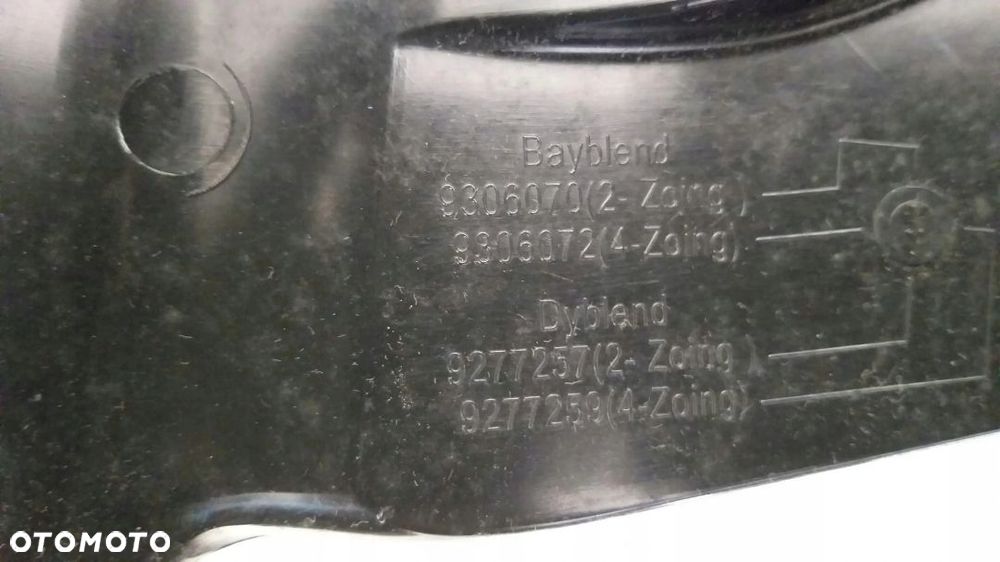 Bayblend
9306070(2- Zoing )
9306072(4-Zoing)
Dyblend
9277257(2- Zoing )
9277259(4-Zoing)
OTOMOTO